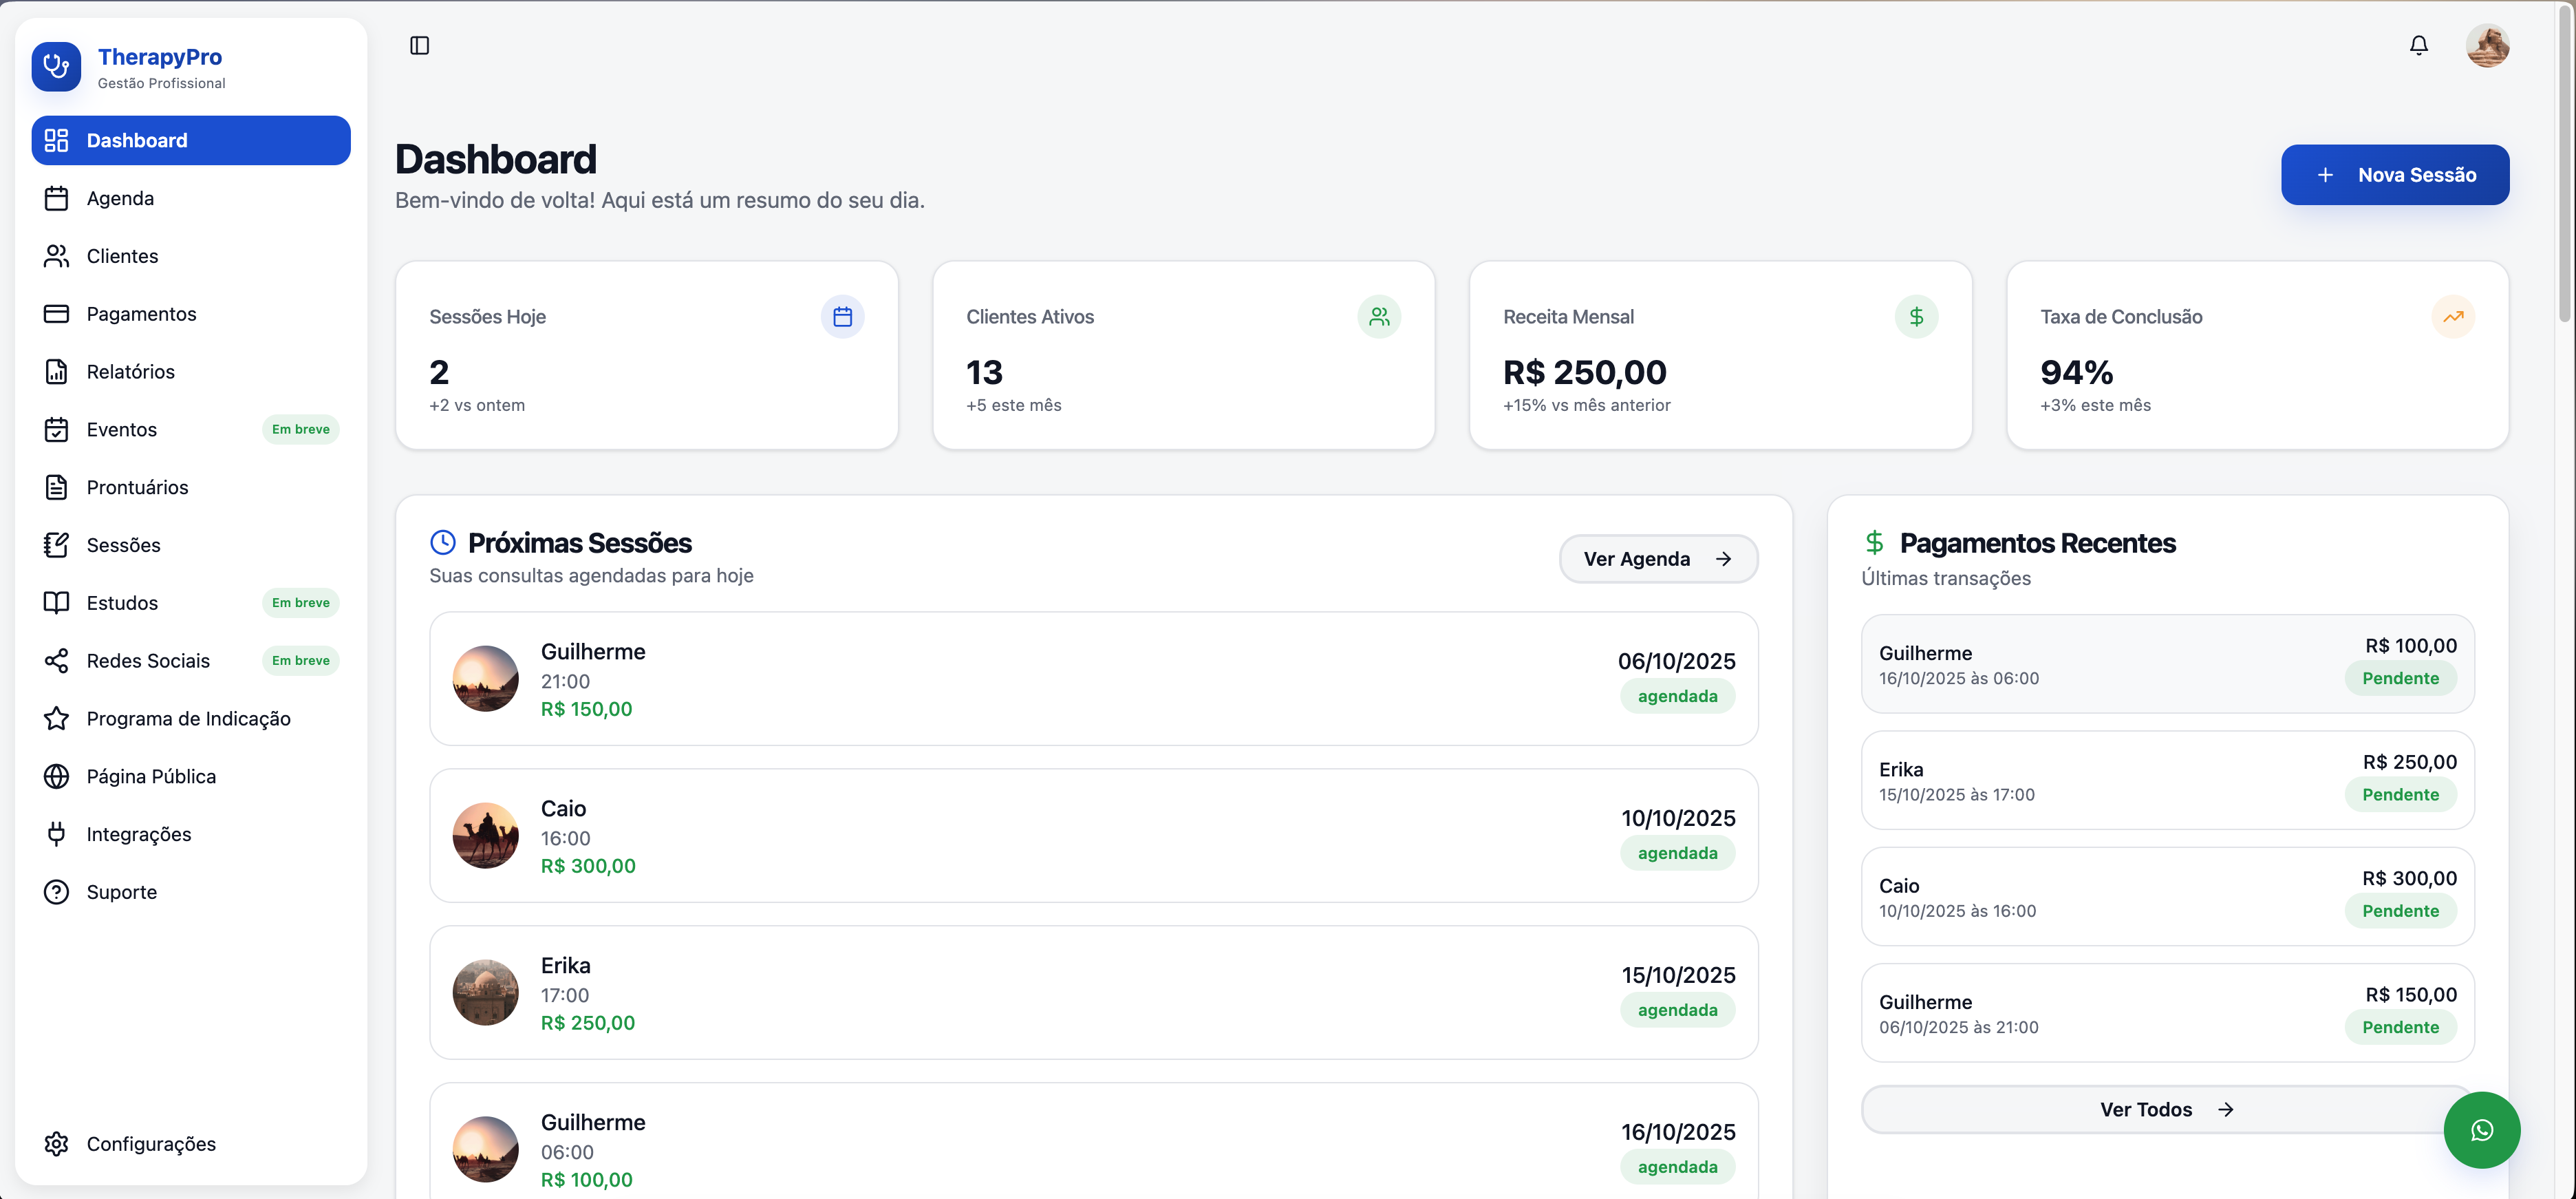 TherapyPro
Gestão Profissional
Dashboard
Agenda
Clientes
Pagamentos
Relatórios
Eventos Em breve
Prontuários
Sessões
Estudos Em breve
Redes Sociais Em breve
Programa de Indicação
Página Pública
Integrações
Suporte
Configurações
Dashboard
Bem-vindo de volta! Aqui está um resumo do seu dia.
+ Nova Sessão
Sessões Hoje
2
+2 vs ontem
Clientes Ativos
13
+5 este mês
Receita Mensal
R$ 250,00
+15% vs mês anterior
Taxa de Conclusão
94%
+3% este mês
Próximas Sessões
Suas consultas agendadas para hoje
Ver Agenda →
Guilherme
21:00
R$ 150,00
06/10/2025
agendada
Caio
16:00
R$ 300,00
10/10/2025
agendada
Erika
17:00
R$ 250,00
15/10/2025
agendada
Guilherme
06:00
R$ 100,00
16/10/2025
agendada
$ Pagamentos Recentes
Últimas transações
Guilherme
16/10/2025 às 06:00
R$ 100,00
Pendente
Erika
15/10/2025 às 17:00
R$ 250,00
Pendente
Caio
10/10/2025 às 16:00
R$ 300,00
Pendente
Guilherme
06/10/2025 às 21:00
R$ 150,00
Pendente
Ver Todos →